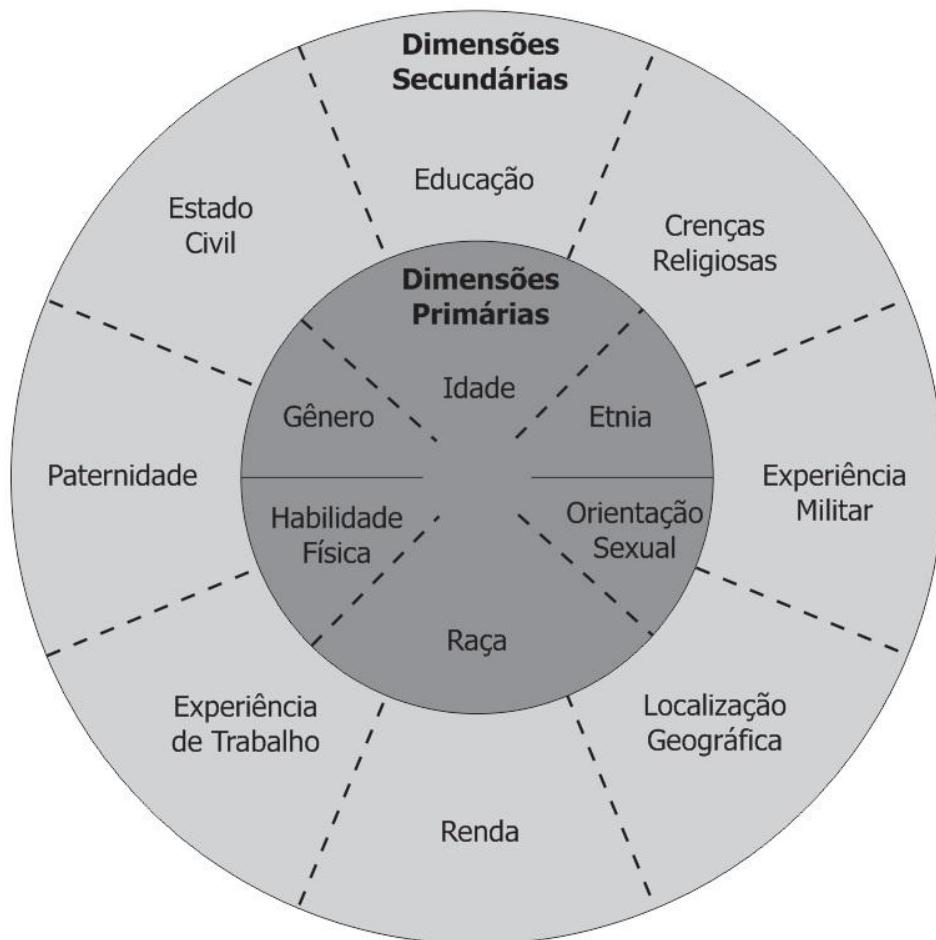 Dimensões
Secundárias
Educação
Estado
Civil
Crenças
Religiosas
Dimensões
Primárias
Idade
Gênero
Etnia
Paternidade
Experiência
Militar
Habilidade
Física
Orientação
Sexual
Raça
Experiência
de Trabalho
Localização
Geográfica
Renda